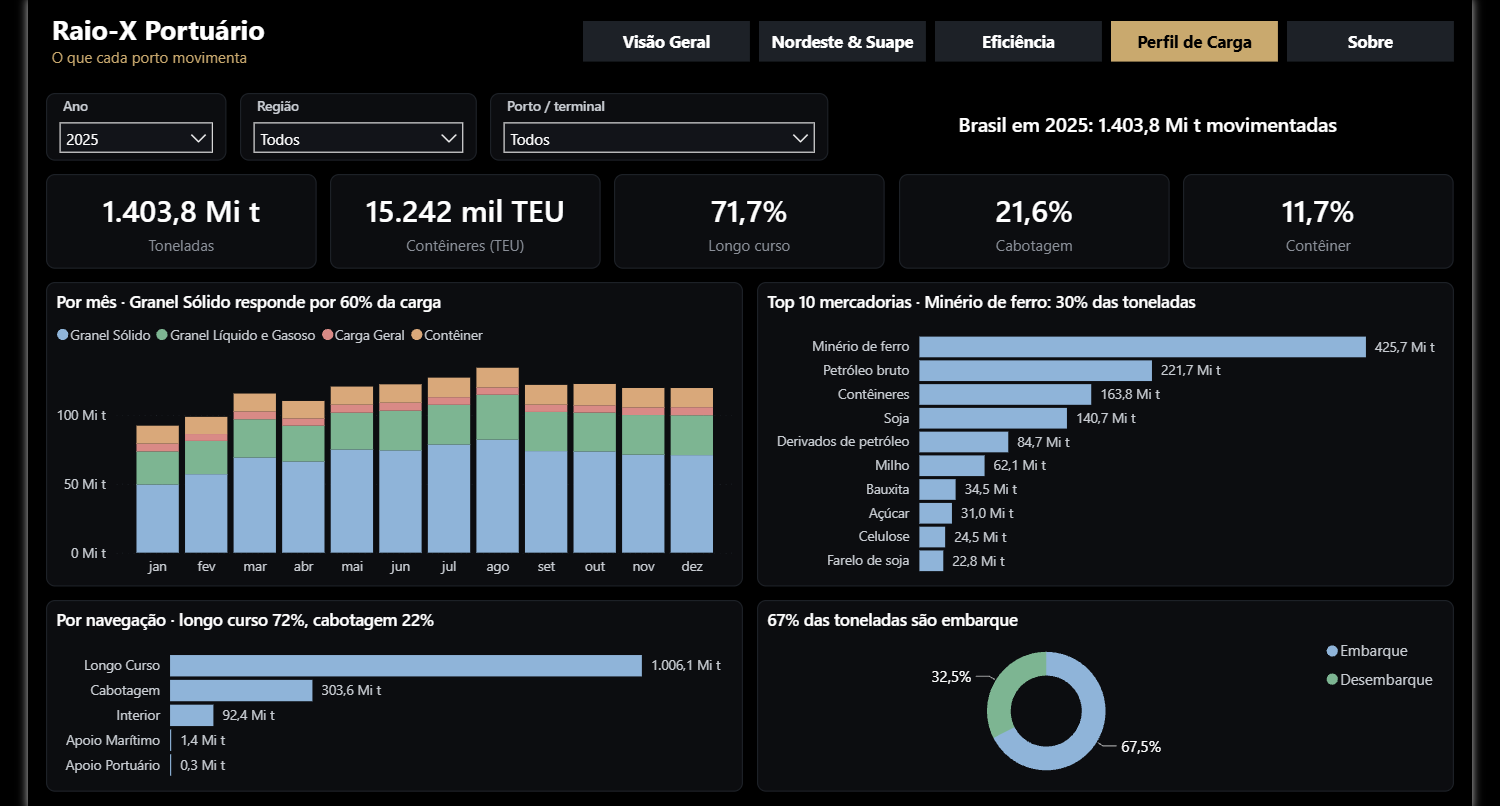 Raio-X Portuário
O que cada porto movimenta
Visão Geral
Nordeste & Suape
Eficiência
Perfil de Carga
Sobre
Ano
2025
Região
Todos
Porto / terminal
Todos
Brasil em 2025: 1.403,8 Mi t movimentadas
1.403,8 Mi t
Toneladas
15.242 mil TEU
Contêineres (TEU)
71,7%
Longo curso
21,6%
Cabotagem
11,7%
Contêiner
Por mês · Granel Sólido responde por 60% da carga
Granel Sólido Granel Líquido e Gasoso Carga Geral Contêiner
100 Mi t
50 Mi t
0 Mi t
jan fev mar abr mai jun jul ago set out nov dez
Top 10 mercadorias · Minério de ferro: 30% das toneladas
Minério de ferro 425,7 Mi t
Petróleo bruto 221,7 Mi t
Contêineres 163,8 Mi t
Soja 140,7 Mi t
Derivados de petróleo 84,7 Mi t
Milho 62,1 Mi t
Bauxita 34,5 Mi t
Açúcar 31,0 Mi t
Celulose 24,5 Mi t
Farelo de soja 22,8 Mi t
Por navegação · longo curso 72%, cabotagem 22%
Longo Curso 1.006,1 Mi t
Cabotagem 303,6 Mi t
Interior 92,4 Mi t
Apoio Marítimo 1,4 Mi t
Apoio Portuário 0,3 Mi t
67% das toneladas são embarque
Embarque
Desembarque
32,5%
67,5%